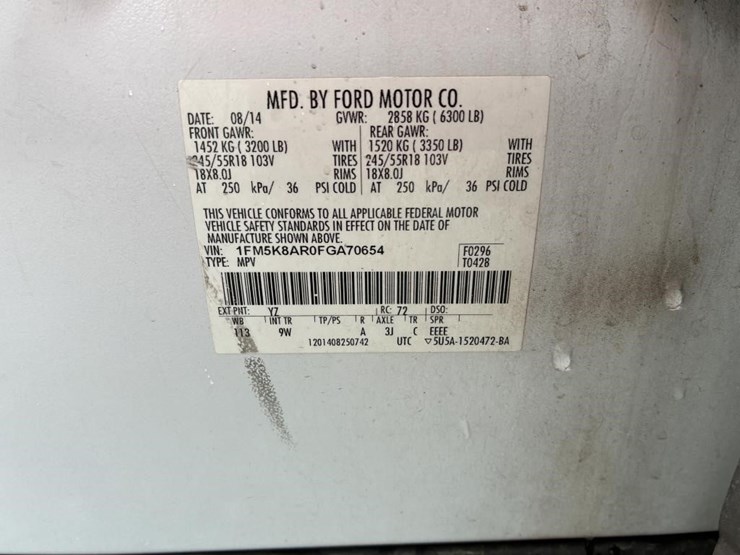 MFD. BY FORD MOTOR CO.
DATE: 08/14 GVWR: 2858 KG ( 6300 LB)
FRONT GAWR: REAR GAWR:
1452 KG ( 3200 LB) WITH 1520 KG ( 3350 LB) WITH
245/55R18 103V TIRES 245/55R18 103V TIRES
18X8.0J RIMS 18X8.0J RIMS
AT 250 kPa/ 36 PSI COLD AT 250 kPa/ 36 PSI COLD
THIS VEHICLE CONFORMS TO ALL APPLICABLE FEDERAL MOTOR
VEHICLE SAFETY STANDARDS IN EFFECT ON THE DATE OF
MANUFACTURE SHOWN ABOVE.
VIN: 1FM5K8AR0FGA70654 F0296
TYPE: MPV T0428
EXT PNT: YZ RC: 72 DSO:
WB INT TR TP/PS R AXLE TR SPR
113 9W A 3J C EEEE
1201408250742 UTC ▽5U5A-1520472-BA